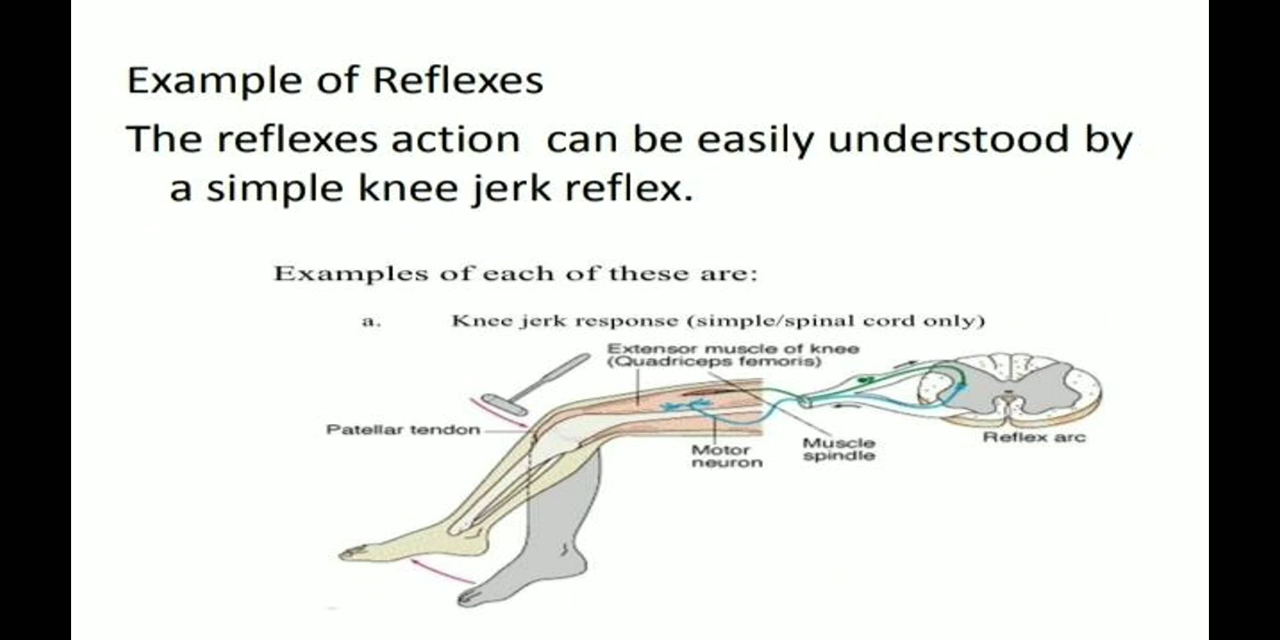 Example of Reflexes
The reflexes action can be easily understood by
a simple knee jerk reflex.
Examples of each of these are:
a. Knee jerk response (simple/spinal cord only)
Extensor muscle of knee
(Quadriceps femoris)
Patellar tendon
Motor
neuron
Muscle
spindle
Reflex arc